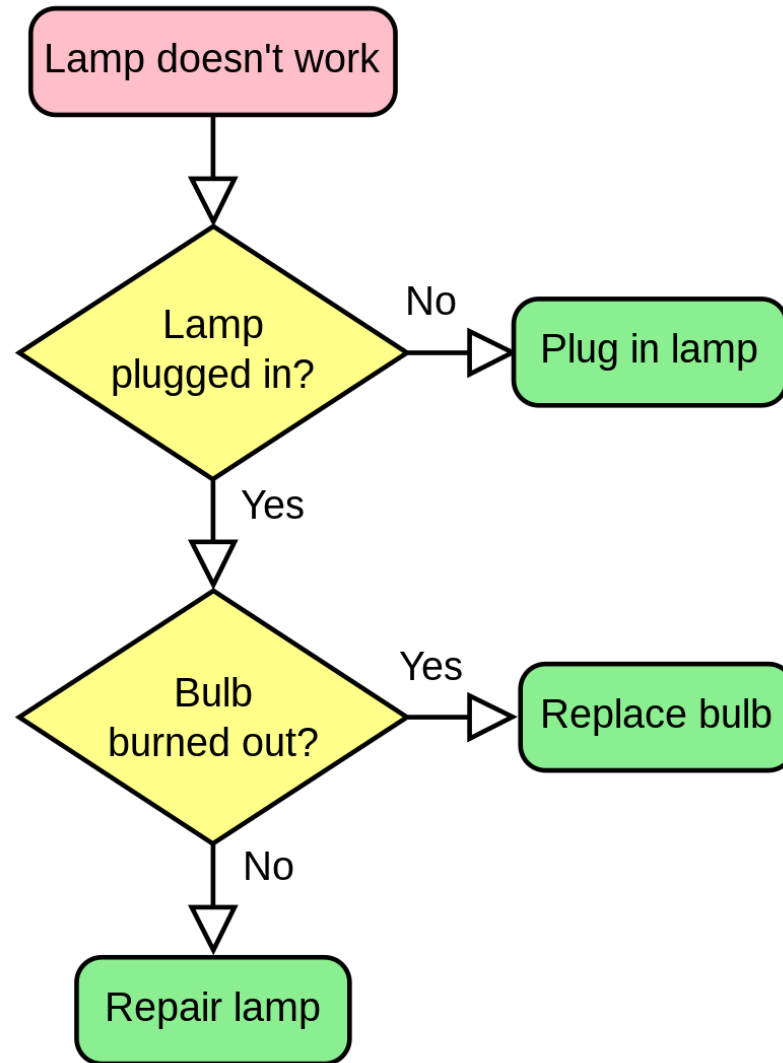 Lamp doesn't work
Lamp
plugged in?
No
Plug in lamp
Yes
Bulb
burned out?
Yes
Replace bulb
No
Repair lamp